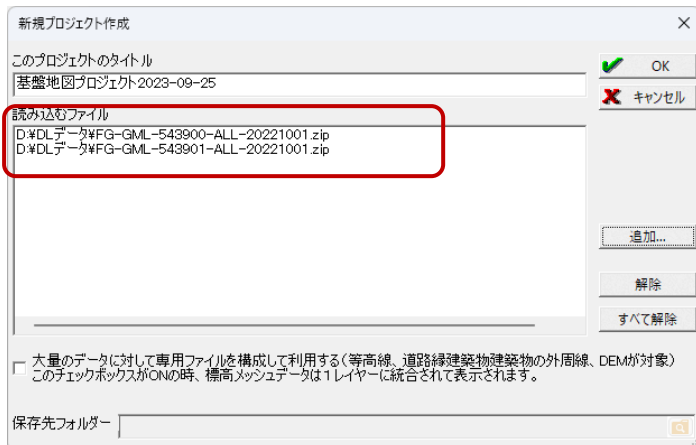 新規プロジェクト作成
このプロジェクトのタイトル
基盤地図プロジェクト2023-09-25
OK
キャンセル
読み込むファイル
D:¥DLデータ¥FG-GML-543900-ALL-20221001.zip
D:¥DLデータ¥FG-GML-543901-ALL-20221001.zip
追加...
解除
すべて解除
大量のデータに対して専用ファイルを構成して利用する(等高線、道路縁建築物建築物の外周線、DEMが対象)
このチェックボックスがONの時、標高メッシュデータは1レイヤーに統合されて表示されます。
保存先フォルダー